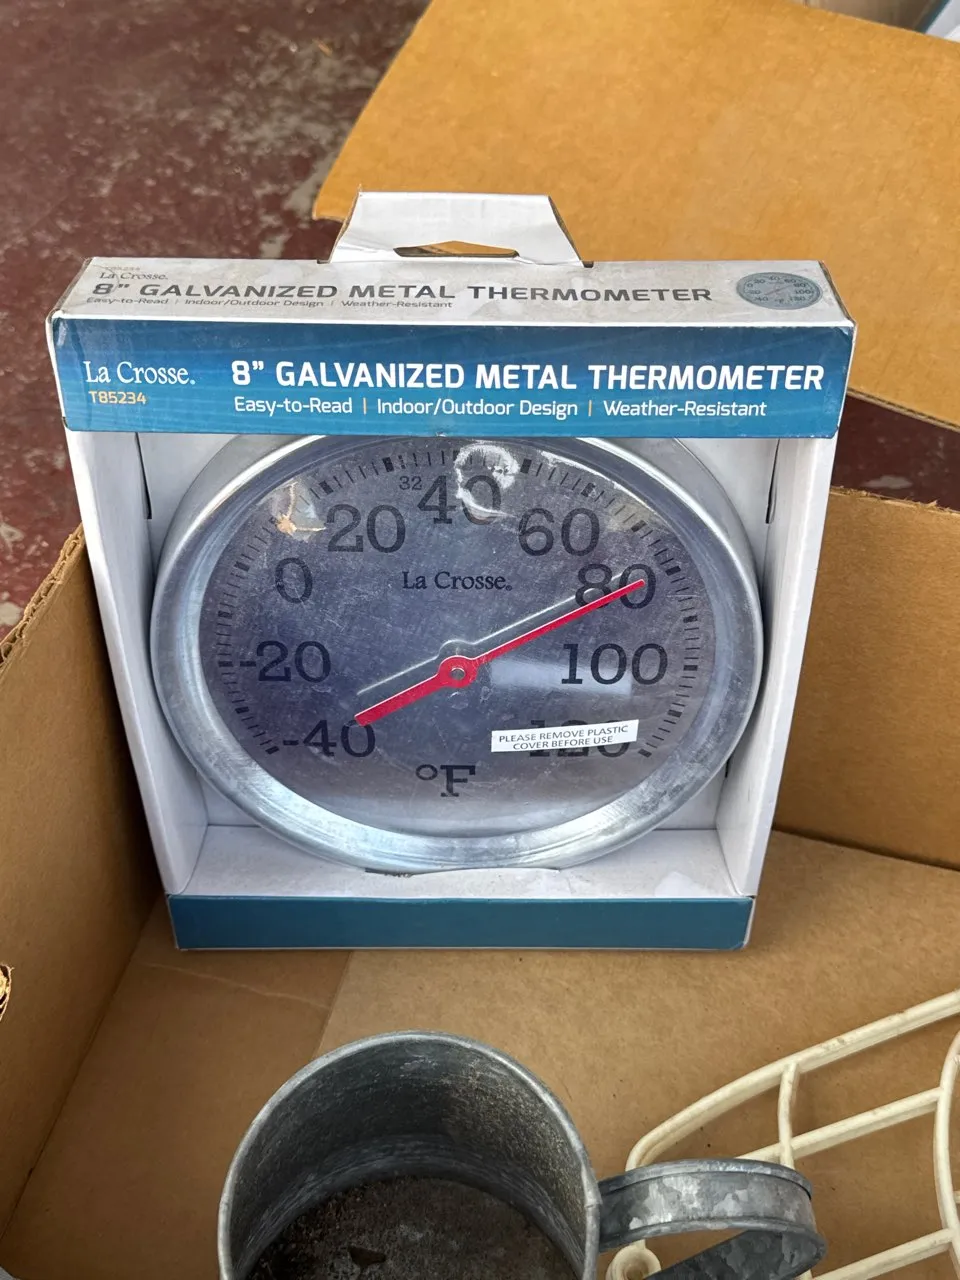 La Crosse.
8" GALVANIZED METAL THERMOMETER
Easy-to-Read | Indoor/Outdoor Design | Weather-Resistant
La Crosse.
T85234
8" GALVANIZED METAL THERMOMETER
Easy-to-Read | Indoor/Outdoor Design | Weather-Resistant
32
40
20
60
0
La Crosse.
80
-20
100
-40
120
PLEASE REMOVE PLASTIC
COVER BEFORE USE
°F